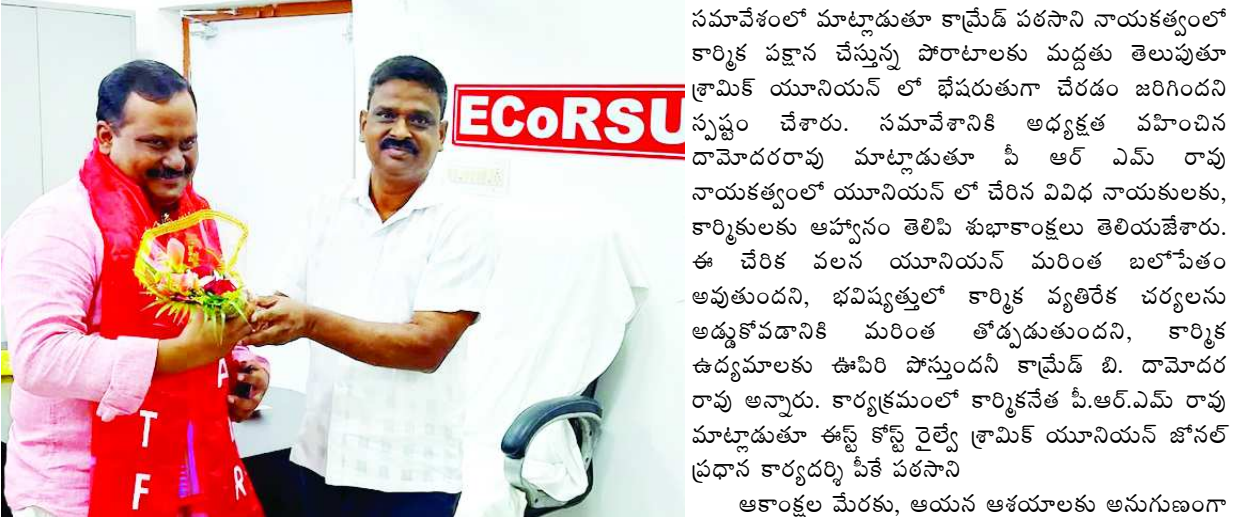 ECoRSU
A
T
F
R
సమావేశంలో మాట్లాడుతూ కామ్రేడ్ పఠసాని నాయకత్వంలో
కార్మిక పక్షాన చేస్తున్న పోరాటాలకు మద్దతు తెలుపుతూ
శ్రామిక్ యూనియన్ లో భేషరుతుగా చేరడం జరిగిందని
స్పష్టం చేశారు. సమావేశానికి అధ్యక్షత వహించిన
దామోదరరావు మాట్లాడుతూ పీ ఆర్ ఎమ్ రావు
నాయకత్వంలో యూనియన్ లో చేరిన వివిధ నాయకులకు,
కార్మికులకు ఆహ్వానం తెలిపి శుభాకాంక్షలు తెలియజేశారు.
ఈ చేరిక వలన యూనియన్ మరింత బలోపేతం
అవుతుందని, భవిష్యత్తులో కార్మిక వ్యతిరేక చర్యలను
అడ్డుకోవడానికి మరింత తోడ్పడుతుందని, కార్మిక
ఉద్యమాలకు ఊపిరి పోస్తుందనీ కామ్రేడ్ బి. దామోదర
రావు అన్నారు. కార్యక్రమంలో కార్మికనేత పీ.ఆర్.ఎమ్ రావు
మాట్లాడుతూ ఈస్ట్ కోస్ట్ రైల్వే శ్రామిక్ యూనియన్ జోనల్
ప్రధాన కార్యదర్శి పీకే పఠసాని
ఆకాంక్షల మేరకు, ఆయన ఆశయాలకు అనుగుణంగా